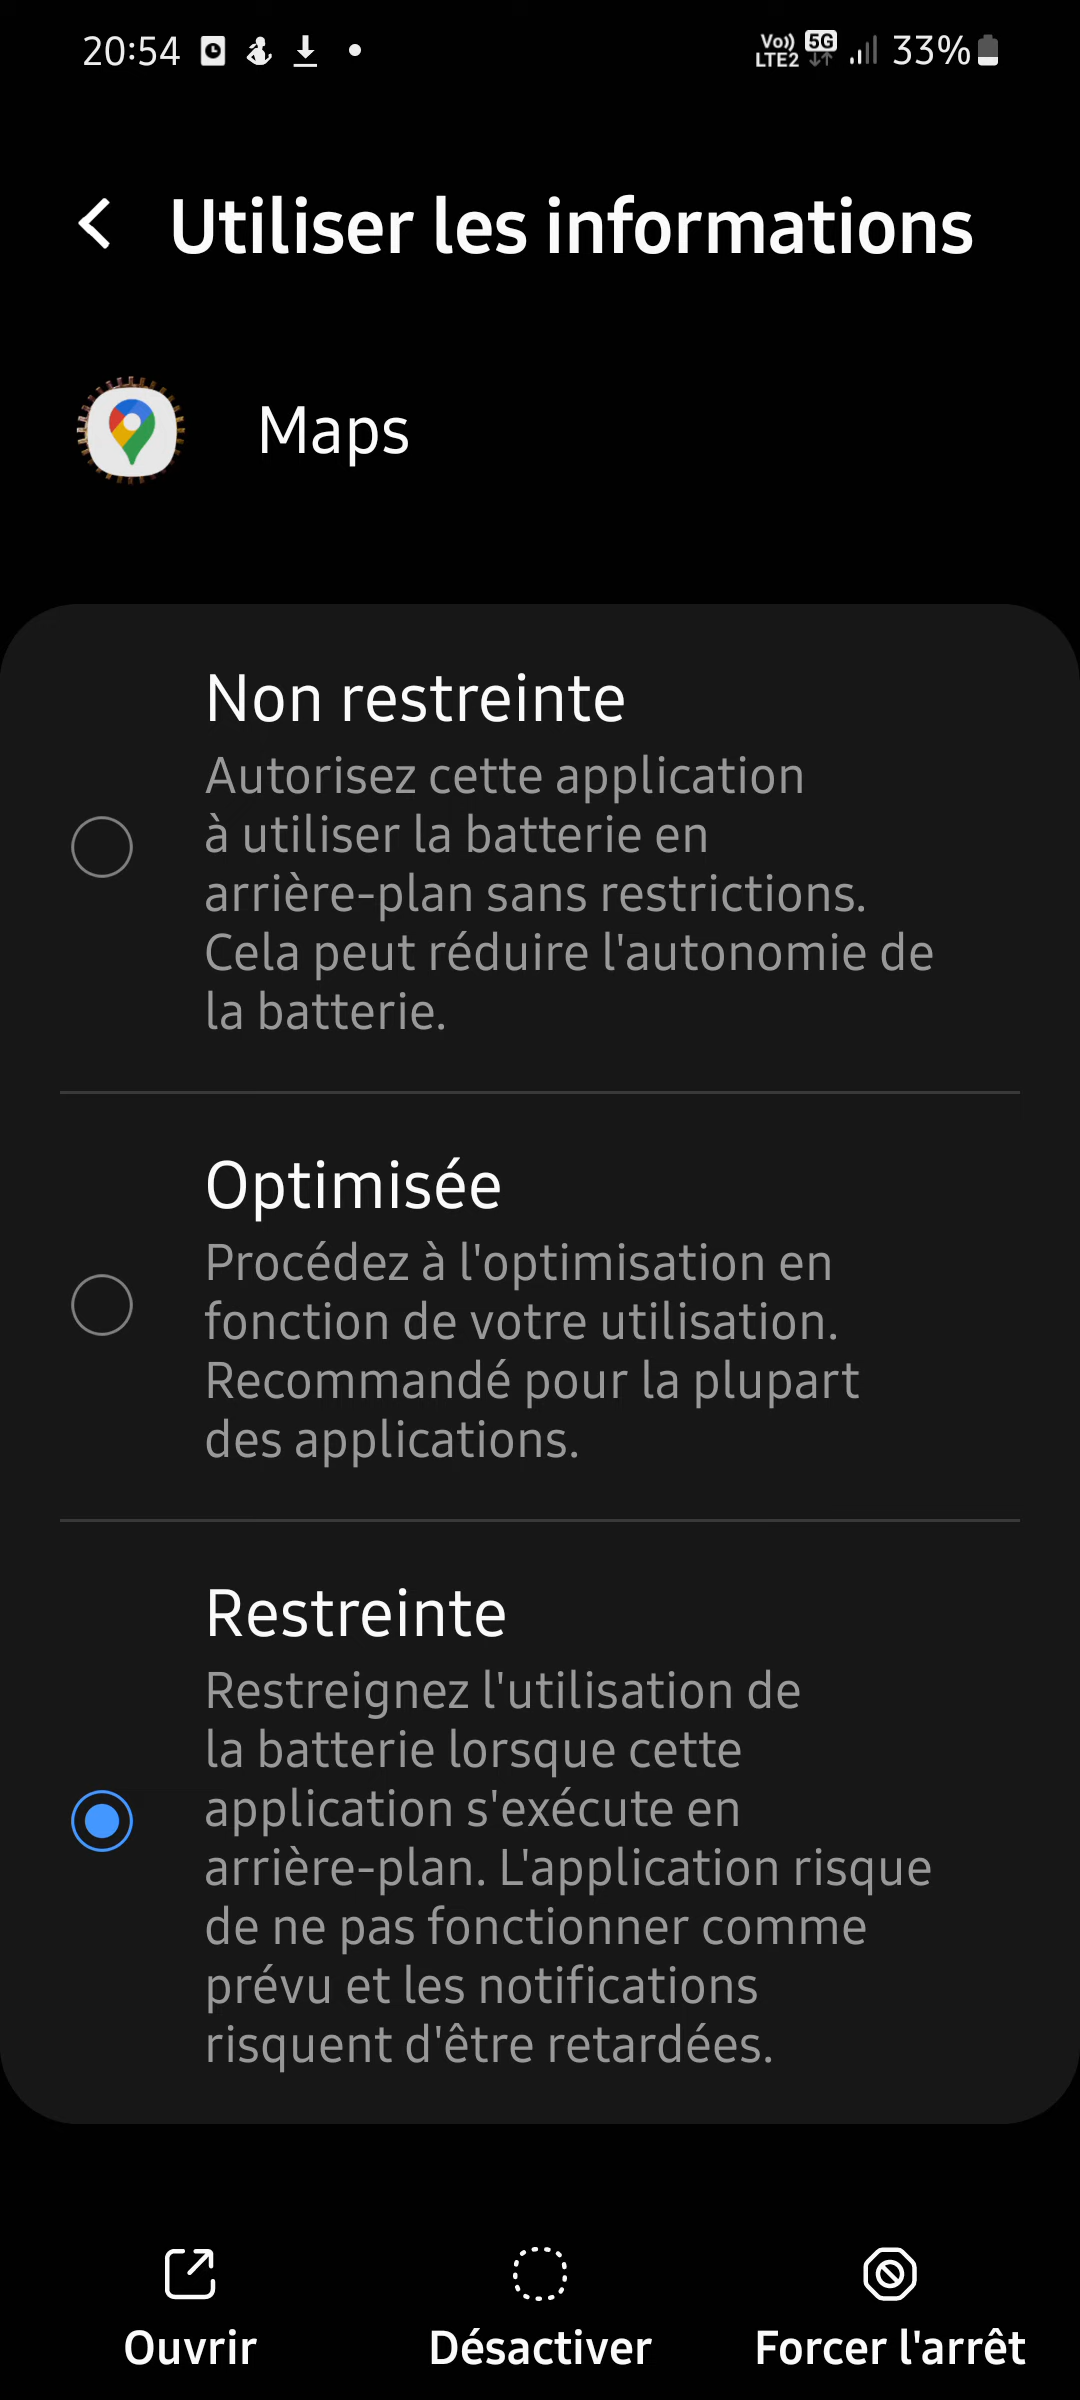 20:54
Vo)) LTE2 5G 33%
Utiliser les informations
Maps
Non restreinte
Autorisez cette application
à utiliser la batterie en
arrière-plan sans restrictions.
Cela peut réduire l'autonomie de
la batterie.
Optimisée
Procédez à l'optimisation en
fonction de votre utilisation.
Recommandé pour la plupart
des applications.
Restreinte
Restreignez l'utilisation de
la batterie lorsque cette
application s'exécute en
arrière-plan. L'application risque
de ne pas fonctionner comme
prévu et les notifications
risquent d'être retardées.
Ouvrir
Désactiver
Forcer l'arrêt